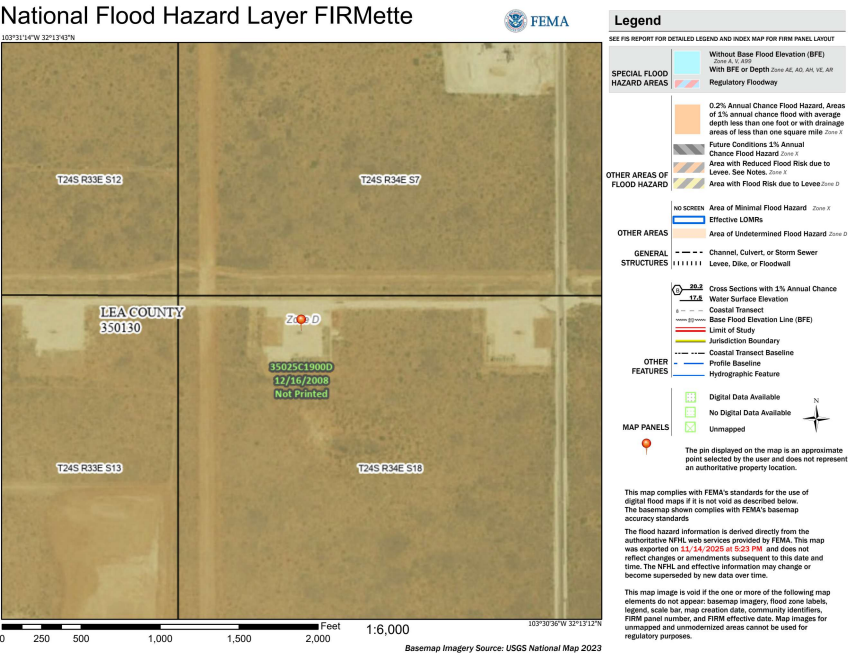 National Flood Hazard Layer FIRMette
FEMA
103°31'14"W 32°13'43"N
T24S R33E S12
T24S R34E S7
LEA COUNTY
350130
Zone D
35025C1900D
12/16/2008
Not Printed
T24S R33E S13
T24S R34E S18
103°30'36"W 32°13'12"N
0 250 500 1,000 1,500 2,000
Feet
1:6,000
Basemap Imagery Source: USGS National Map 2023
Legend
SEE FIS REPORT FOR DETAILED LEGEND AND INDEX MAP FOR FIRM PANEL LAYOUT
SPECIAL FLOOD
HAZARD AREAS
Without Base Flood Elevation (BFE)
Zone A, V, A99
With BFE or Depth Zone AE, AO, AH, VE, AR
Regulatory Floodway
OTHER AREAS OF
FLOOD HAZARD
0.2% Annual Chance Flood Hazard, Areas
of 1% annual chance flood with average
depth less than one foot or with drainage
areas of less than one square mile Zone X
Future Conditions 1% Annual
Chance Flood Hazard Zone X
Area with Reduced Flood Risk due to
Levee. See Notes. Zone X
Area with Flood Risk due to Levee Zone D
OTHER AREAS
NO SCREEN Area of Minimal Flood Hazard Zone X
Effective LOMRs
Area of Undetermined Flood Hazard Zone D
GENERAL
STRUCTURES
Channel, Culvert, or Storm Sewer
Levee, Dike, or Floodwall
OTHER
FEATURES
B 20.2 Cross Sections with 1% Annual Chance
17.5 Water Surface Elevation
8 Coastal Transect
Base Flood Elevation Line (BFE)
Limit of Study
Jurisdiction Boundary
Coastal Transect Baseline
Profile Baseline
Hydrographic Feature
MAP PANELS
Digital Data Available
No Digital Data Available
Unmapped
N
The pin displayed on the map is an approximate
point selected by the user and does not represent
an authoritative property location.
This map complies with FEMA's standards for the use of
digital flood maps if it is not void as described below.
The basemap shown complies with FEMA's basemap
accuracy standards
The flood hazard information is derived directly from the
authoritative NFHL web services provided by FEMA. This map
was exported on 11/14/2025 at 5:23 PM and does not
reflect changes or amendments subsequent to this date and
time. The NFHL and effective information may change or
become superseded by new data over time.
This map image is void if the one or more of the following map
elements do not appear: basemap imagery, flood zone labels,
legend, scale bar, map creation date, community identifiers,
FIRM panel number, and FIRM effective date. Map images for
unmapped and unmodernized areas cannot be used for
regulatory purposes.